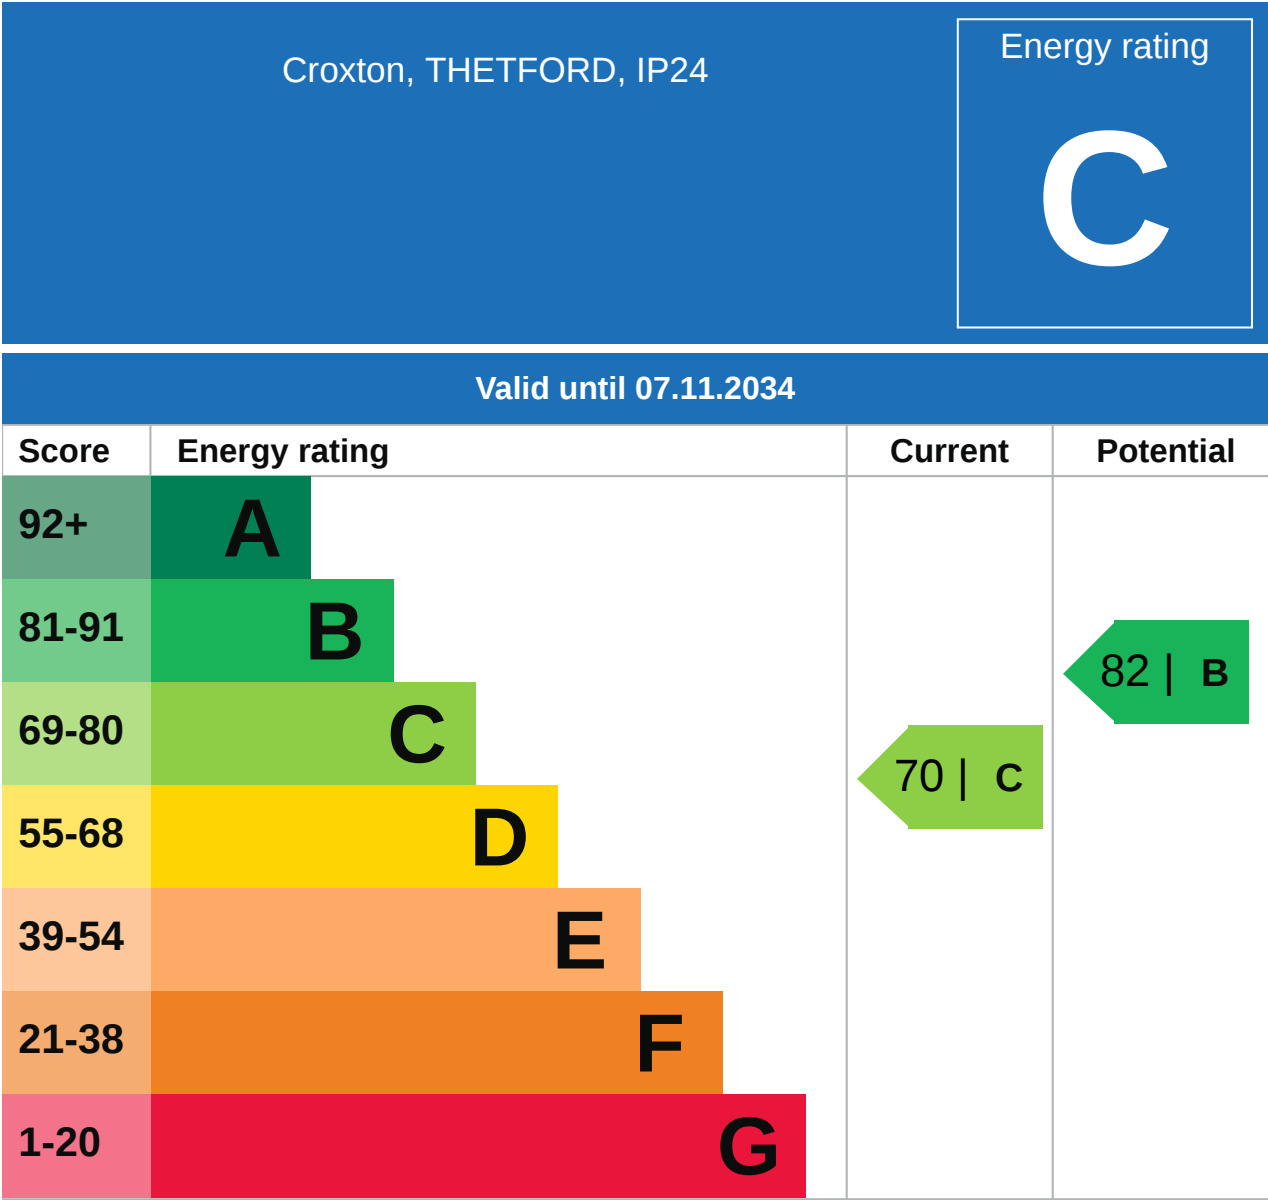 Croxton, THETFORD, IP24
Energy rating
C
Valid until 07.11.2034
Score Energy rating Current Potential
92+ A
81-91 B
82 | B
69-80 C
70 | C
55-68 D
39-54 E
21-38 F
1-20 G